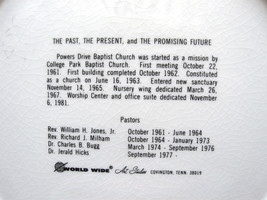 THE PAST, THE PRESENT, and THE PROMISING FUTURE
Powers Drive Baptist Church was started as a mission by
College Park Baptist Church. First meeting October 22,
1961. First building completed October 1962. Constituted
as a church on June 16, 1963. Entered new sanctuary
November 14, 1965. Nursery wing dedicated March 26,
1967. Worship Center and office suite dedicated November
6, 1981.
Pastors
Rev. William H. Jones, Jr. October 1961 - June 1964
Rev. Richard J. Milham October 1964 - January 1973
Dr. Charles B. Bugg March 1974 - September 1976
Dr. Jerald Hicks September 1977 -
WORLD WIDE Art Studios COVINGTON, TENN. 38019